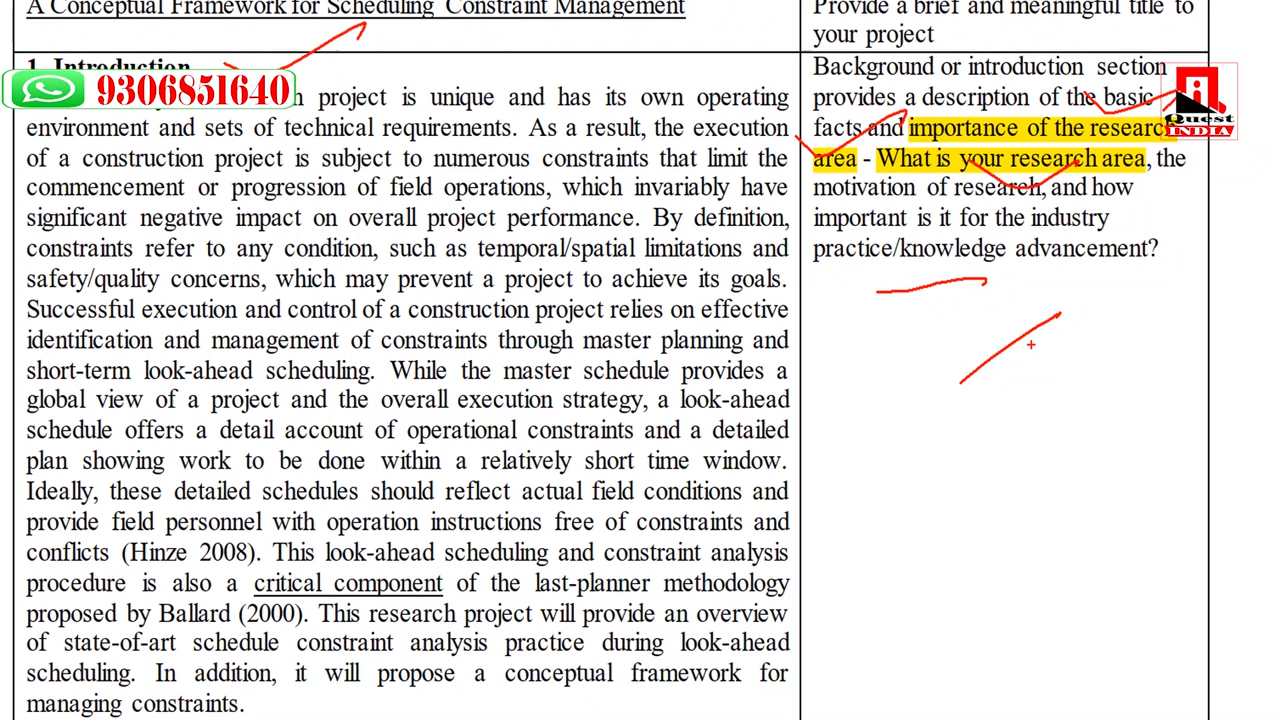 A Conceptual Framework for Scheduling Constraint Management
1. Introduction
project is unique and has its own operating
environment and sets of technical requirements. As a result, the execution
of a construction project is subject to numerous constraints that limit the
commencement or progression of field operations, which invariably have
significant negative impact on overall project performance. By definition,
constraints refer to any condition, such as temporal/spatial limitations and
safety/quality concerns, which may prevent a project to achieve its goals.
Successful execution and control of a construction project relies on effective
identification and management of constraints through master planning and
short-term look-ahead scheduling. While the master schedule provides a
global view of a project and the overall execution strategy, a look-ahead
schedule offers a detail account of operational constraints and a detailed
plan showing work to be done within a relatively short time window.
Ideally, these detailed schedules should reflect actual field conditions and
provide field personnel with operation instructions free of constraints and
conflicts (Hinze 2008). This look-ahead scheduling and constraint analysis
procedure is also a critical component of the last-planner methodology
proposed by Ballard (2000). This research project will provide an overview
of state-of-art schedule constraint analysis practice during look-ahead
scheduling. In addition, it will propose a conceptual framework for
managing constraints.
Provide a brief and meaningful title to
your project
Background or introduction section
provides a description of the basic
facts and importance of the research
area - What is your research area, the
motivation of research, and how
important is it for the industry
practice/knowledge advancement?
9306851640
i
Quest
INDIA